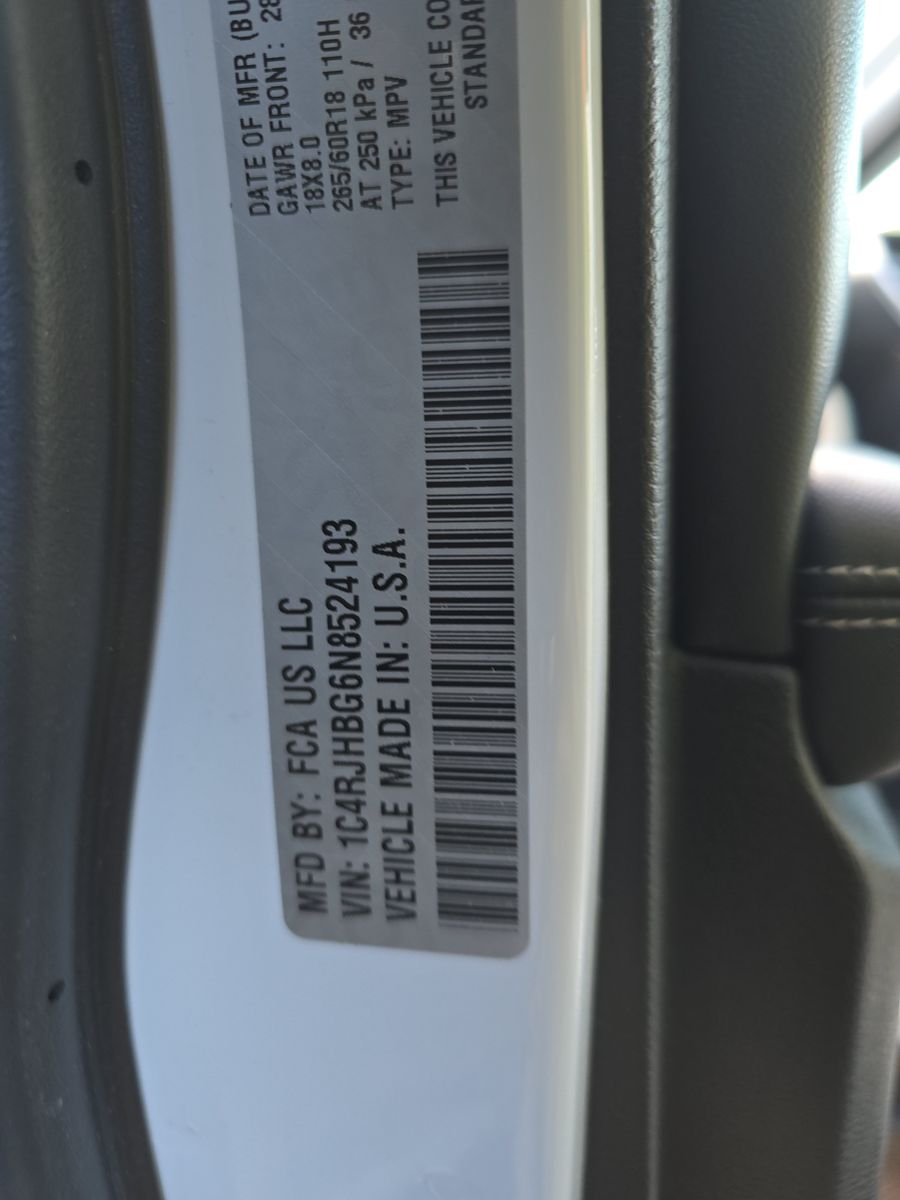 MFD BY: FCA US LLC
VIN: 1C4RJHBG6N8524193
VEHICLE MADE IN: U.S.A.
DATE OF MFR (BU
GAWR FRONT: 28
18X8.0
265/60R18 110H
AT 250 kPa / 36
TYPE: MPV
THIS VEHICLE CO
STANDAR